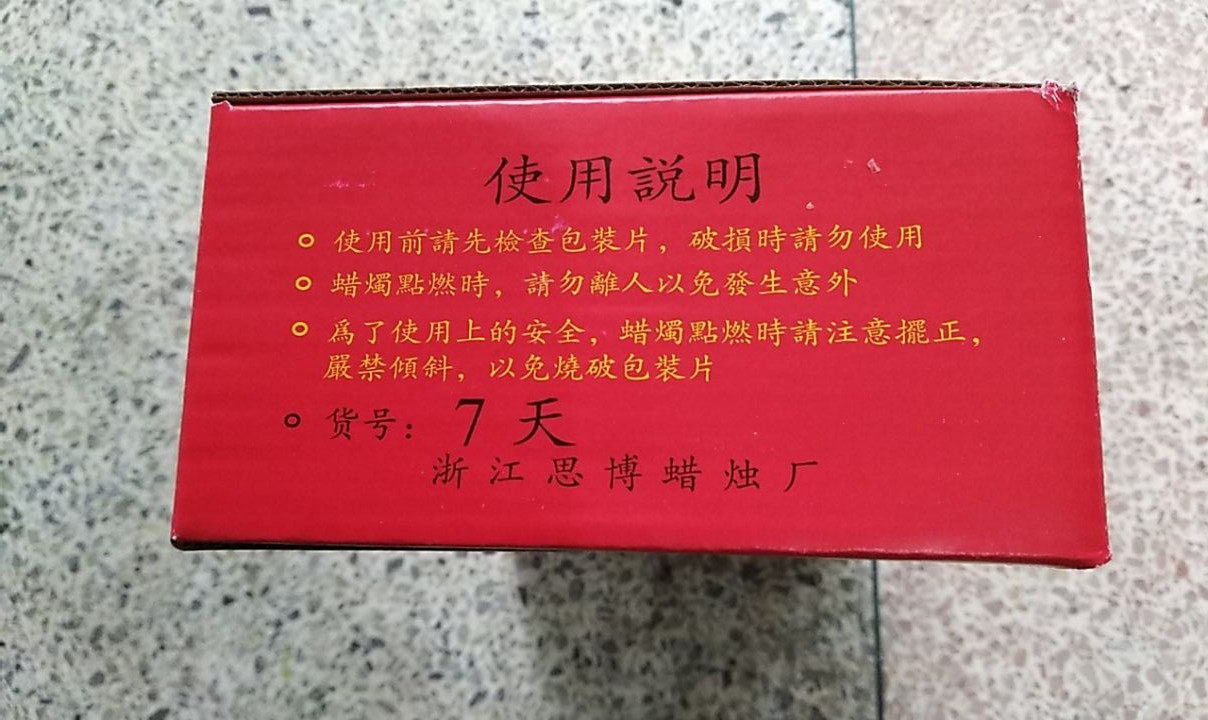 使用説明
使用前請先檢查包裝片，破損時請勿使用
蜡燭點燃時，請勿離人以免發生意外
爲了使用上的安全，蜡燭點燃時請注意擺正，
嚴禁傾斜，以免燒破包裝片
货号：7天
浙江思博蜡烛厂